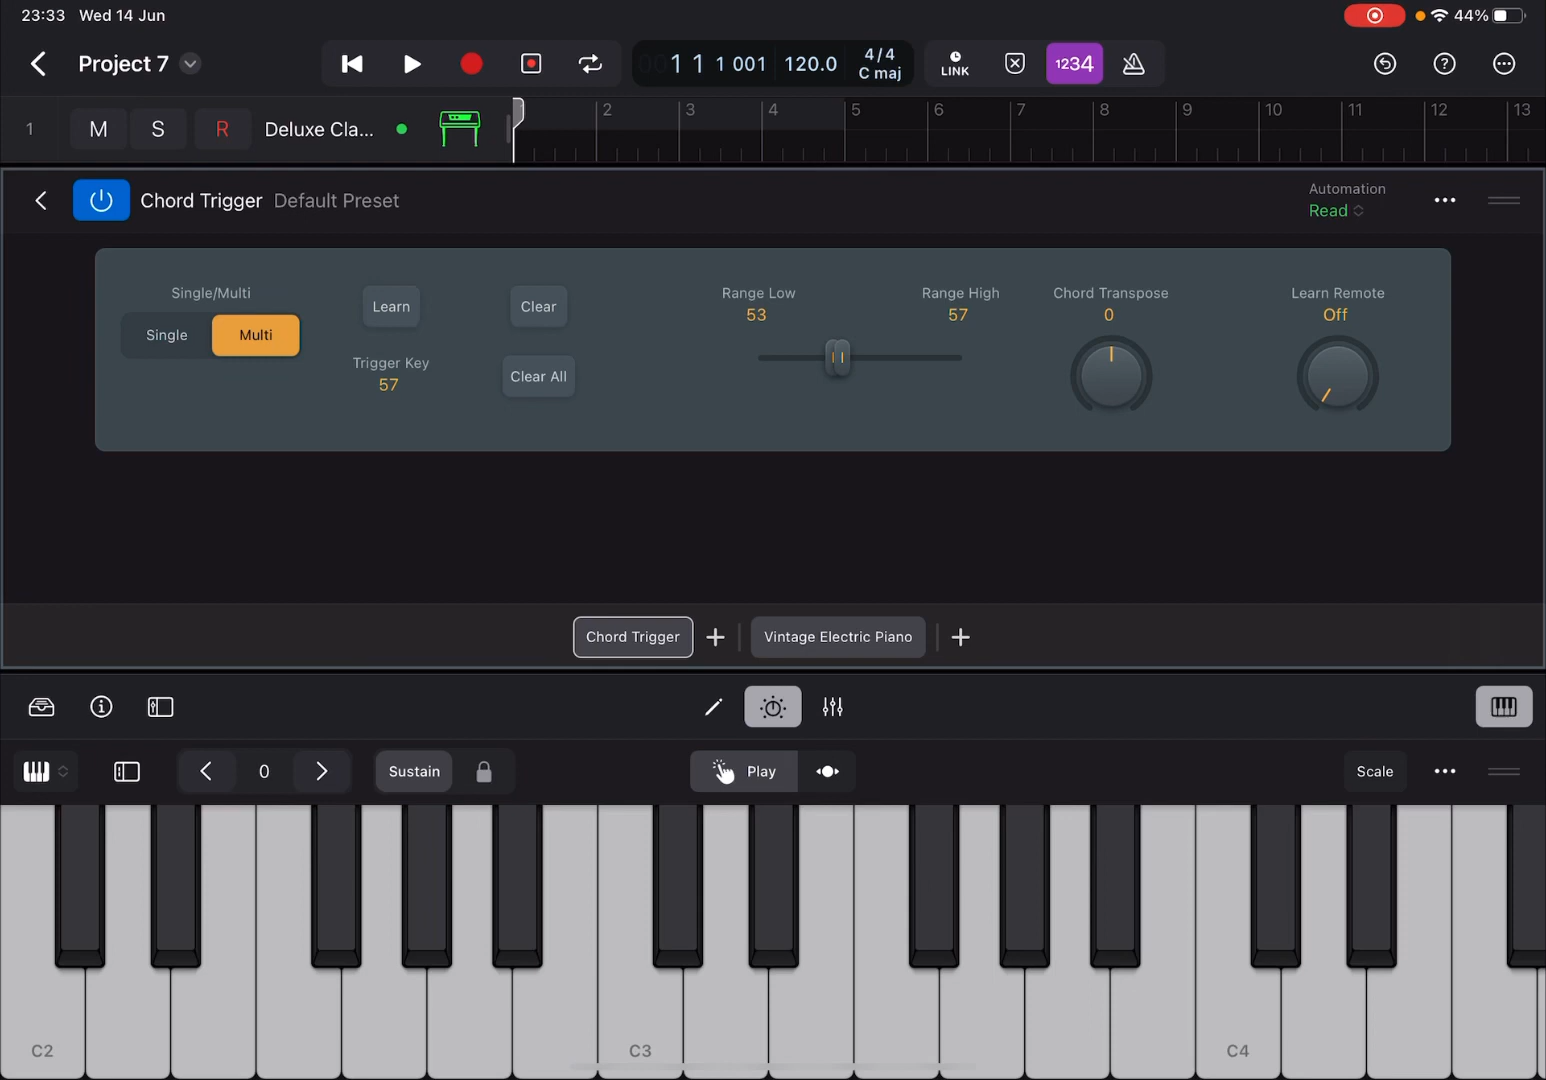 23:33 Wed 14 Jun
44%
Project 7
001 1 1 001 120.0 4/4
C maj
LINK
1234
1 M S R Deluxe Cla...
2 3 4 5 6 7 8 9 10 11 12 13
Chord Trigger Default Preset
Automation
Read
Single/Multi
Single Multi
Learn
Trigger Key
57
Clear
Clear All
Range Low
53
Range High
57
Chord Transpose
0
Learn Remote
Off
Chord Trigger + Vintage Electric Piano +
0 Sustain Play Scale
C2 C3 C4